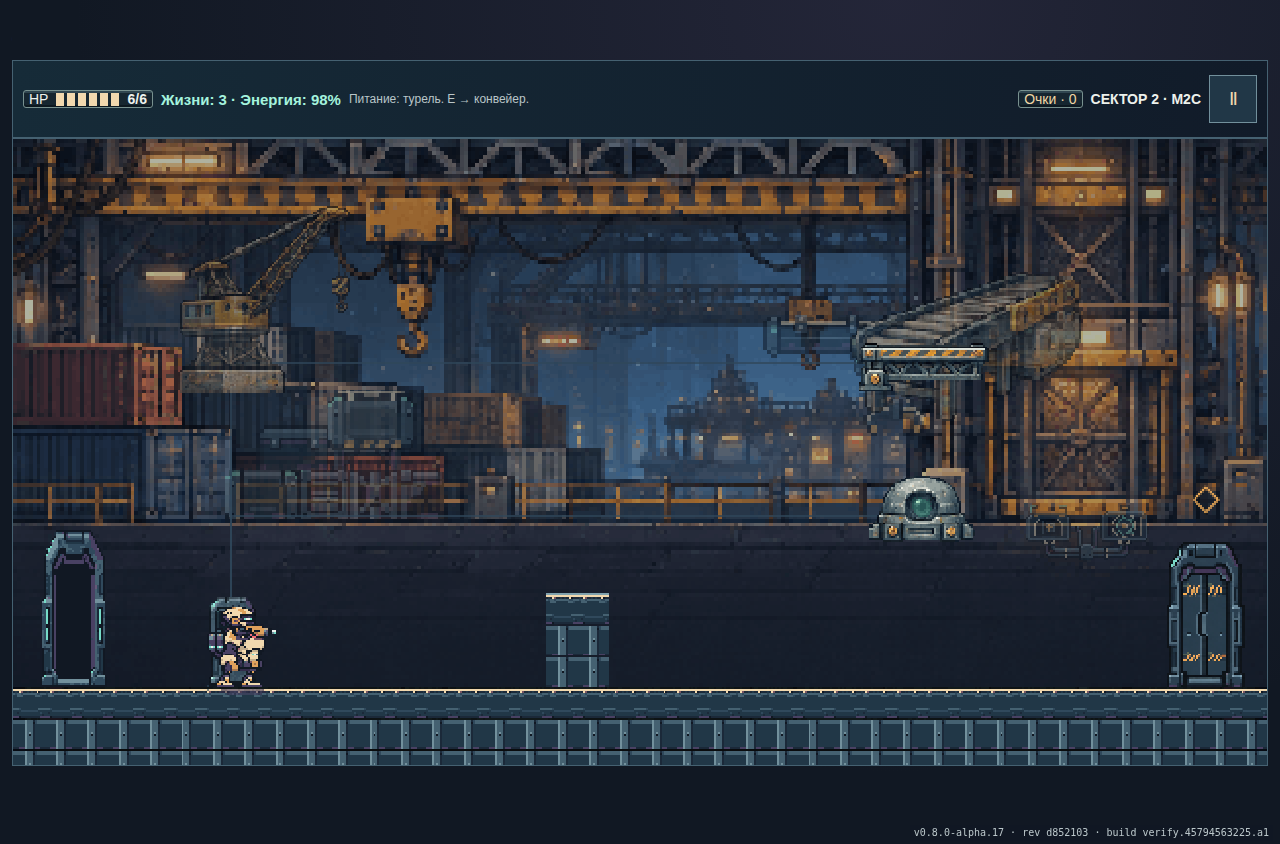 HP 6/6 Жизни: 3 · Энергия: 98% Питание: турель. E → конвейер. Очки · 0 СЕКТОР 2 · M2C II
v0.8.0-alpha.17 · rev d852103 · build verify.45794563225.a1